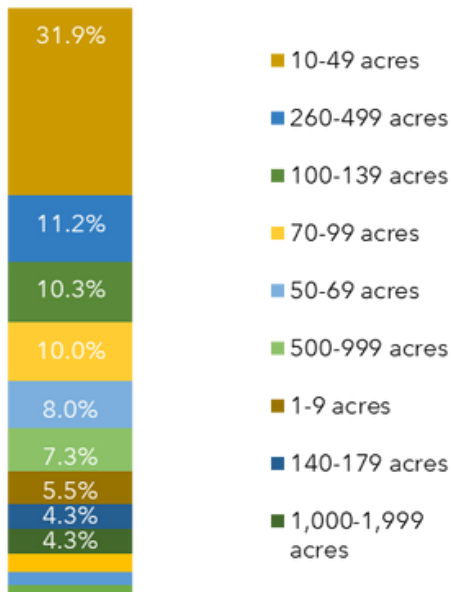 31.9%
11.2%
10.3%
10.0%
8.0%
7.3%
5.5%
4.3%
4.3%
10-49 acres
260-499 acres
100-139 acres
70-99 acres
50-69 acres
500-999 acres
1-9 acres
140-179 acres
1,000-1,999
acres